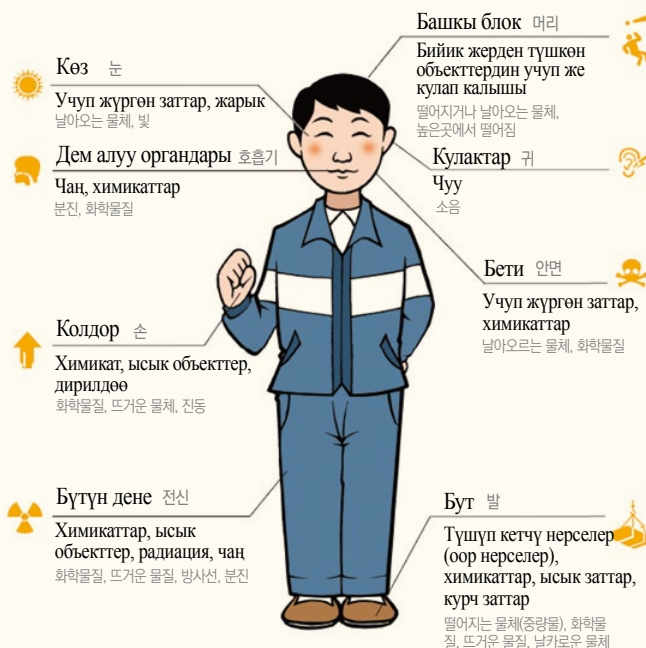 Көз 눈
Учуп жүргөн заттар, жарык
날아오는 물체, 빛
Дем алуу органдары 호흡기
Чаң, химикаттар
분진, 화학물질
Колдор 손
Химикат, ысык объекттер,
дирилдөө
화학물질, 뜨거운 물체, 진동
Бүтүн дене 전신
Химикаттар, ысык
объекттер, радиация, чаң
화학물질, 뜨거운 물질, 방사선, 분진
Башкы блок 머리
Бийик жерден түшкөн
объекттердин учуп же
кулап калышы
떨어지거나 날아오는 물체,
높은곳에서 떨어짐
Кулактар 귀
Чуу
소음
Бети 안면
Учуп жүргөн заттар,
химикаттар
날아오르는 물체, 화학물질
Бут 발
Түшүп кетчү нерселер
(оор нерселер),
химикаттар, ысык заттар,
курч заттар
떨어지는 물체(중량물), 화학물
질, 뜨거운 물질, 날카로운 물체